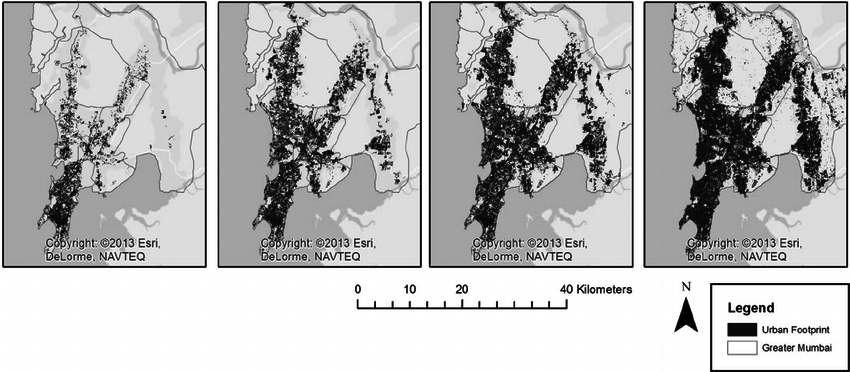 Copyright: ©2013 Esri,
DeLorme, NAVTEQ
Copyright: ©2013 Esri,
DeLorme, NAVTEQ
Copyright: ©2013 Esri,
DeLorme, NAVTEQ
Copyright: ©2013 Esri,
DeLorme, NAVTEQ
0 10 20 40 Kilometers
N
Legend
Urban Footprint
Greater Mumbai